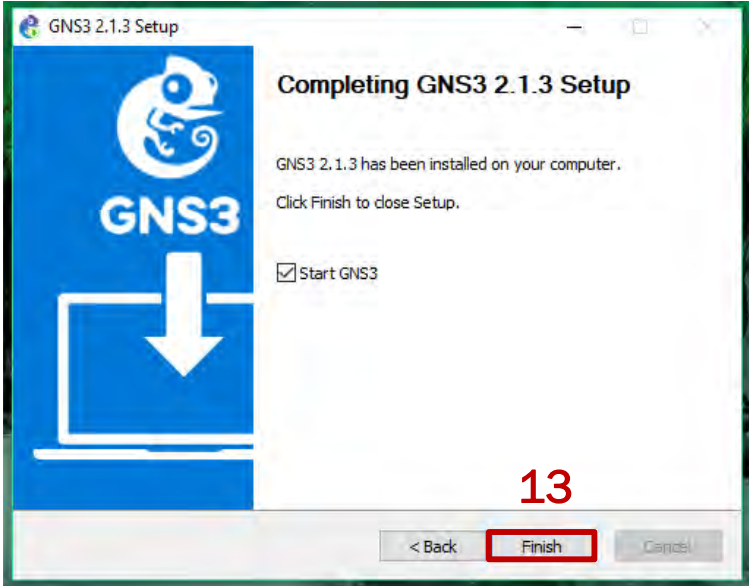 GNS3 2.1.3 Setup
Completing GNS3 2.1.3 Setup
GNS3 2.1.3 has been installed on your computer.
Click Finish to close Setup.
GNS3
Start GNS3
13
< Back
Finish
Cancel